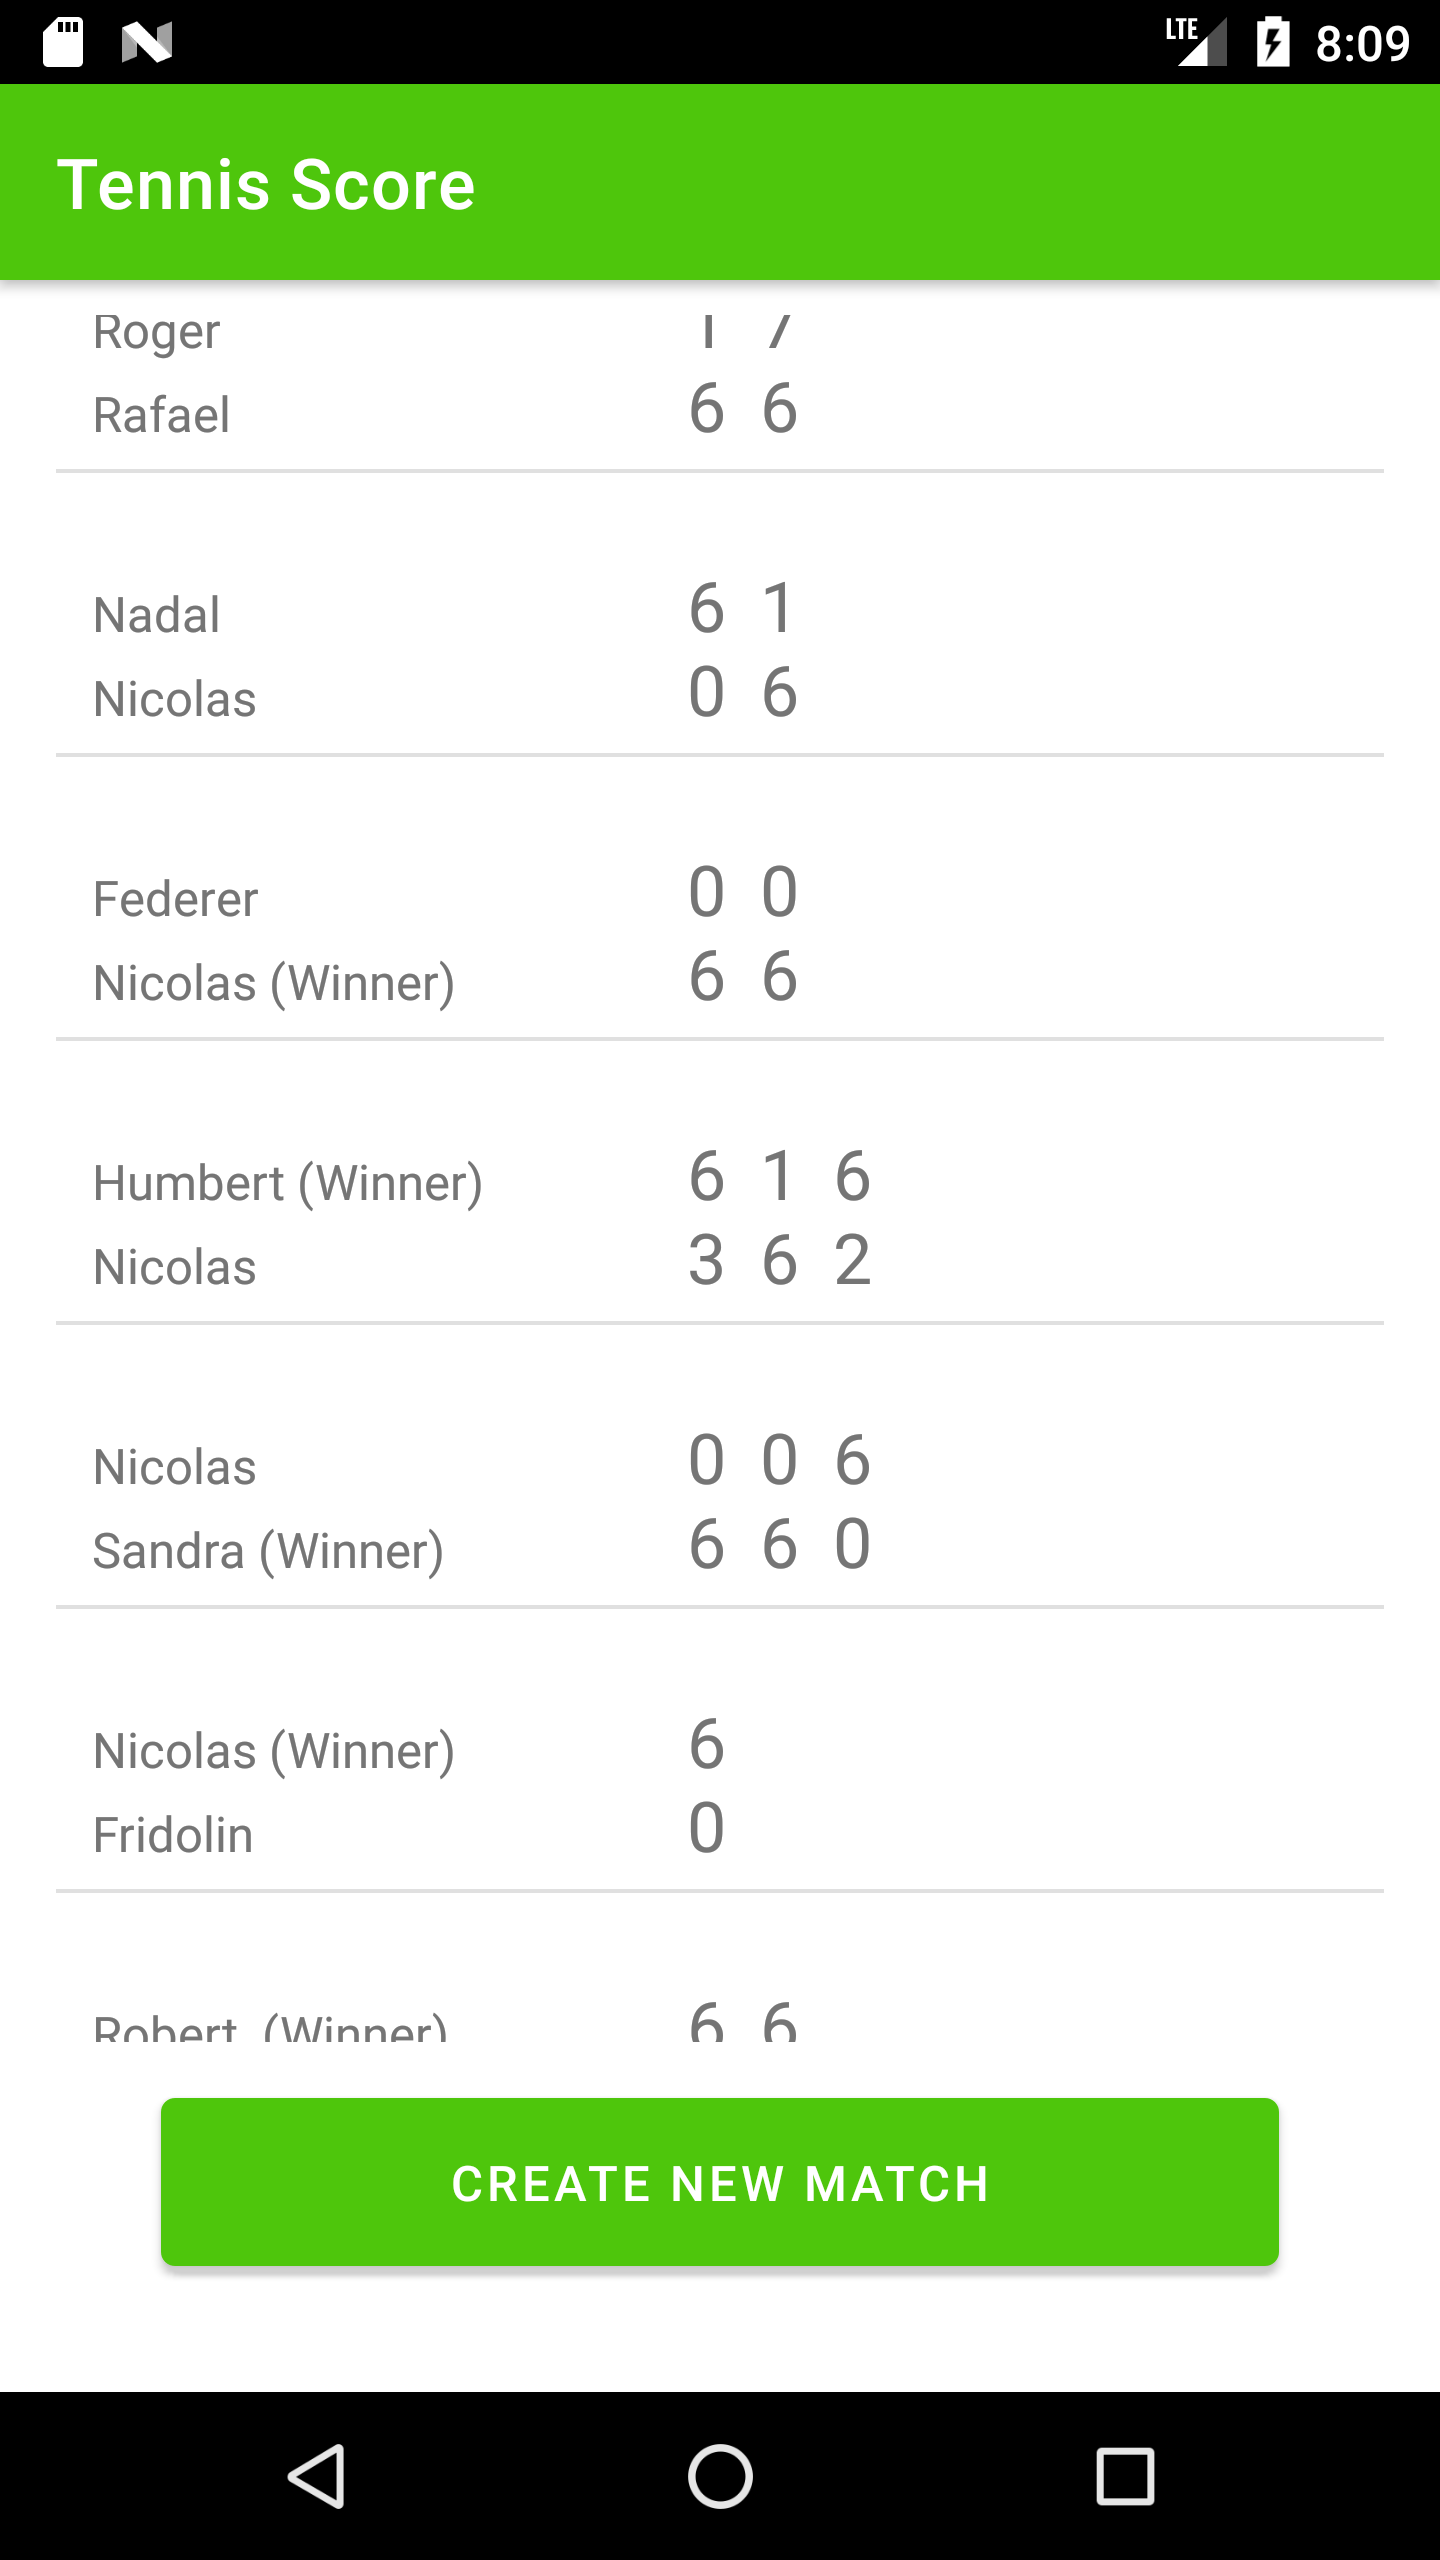 LTE 8:09
Tennis Score
Roger 1 7
Rafael 6 6
Nadal 6 1
Nicolas 0 6
Federer 0 0
Nicolas (Winner) 6 6
Humbert (Winner) 6 1 6
Nicolas 3 6 2
Nicolas 0 0 6
Sandra (Winner) 6 6 0
Nicolas (Winner) 6
Fridolin 0
Robert (Winner) 6 6
CREATE NEW MATCH